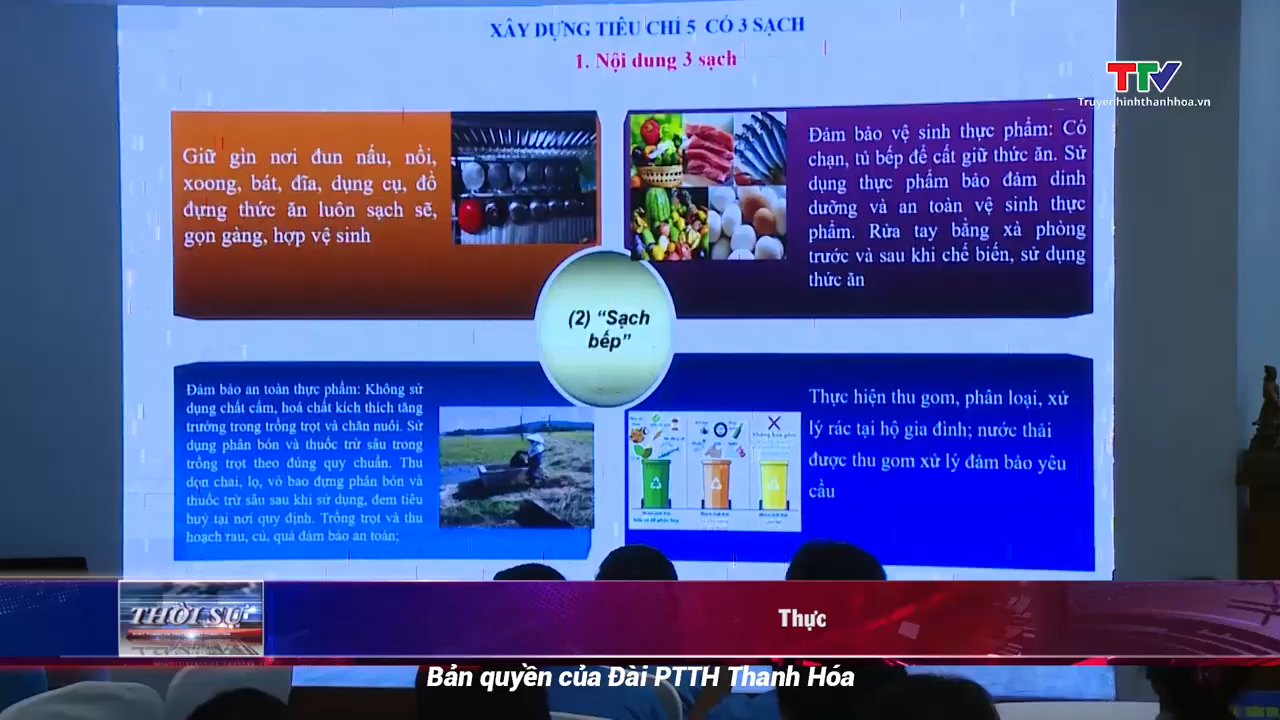 XÂY DỰNG TIÊU CHÍ 5 CÓ 3 SẠCH
1. Nội dung 3 sạch
TTV
Truyenhinhthanhhoa.vn
Giữ gìn nơi đun nấu, nồi,
xoong, bát, đĩa, dụng cụ, đồ
đựng thức ăn luôn sạch sẽ,
gọn gàng, hợp vệ sinh
Đảm bảo vệ sinh thực phẩm: Có
chạn, tủ bếp để cất giữ thức ăn. Sử
dụng thực phẩm bảo đảm dinh
dưỡng và an toàn vệ sinh thực
phẩm. Rửa tay bằng xà phòng
trước và sau khi chế biến, sử dụng
thức ăn
(2) “Sạch
bếp”
Đảm bảo an toàn thực phẩm: Không sử
dụng chất cấm, hoá chất kích thích tăng
trưởng trong trồng trọt và chăn nuôi. Sử
dụng phân bón và thuốc trừ sâu trong
trồng trọt theo đúng quy chuẩn. Thu
dọn chai, lọ, vỏ bao đựng phân bón và
thuốc trừ sâu sau khi sử dụng, đem tiêu
huỷ tại nơi quy định. Trồng trọt và thu
hoạch rau, củ, quả đảm bảo an toàn;
Thực hiện thu gom, phân loại, xử
lý rác tại hộ gia đình; nước thải
được thu gom xử lý đảm bảo yêu
cầu
THỜI SỰ
Thực
Bản quyền của Đài PTTH Thanh Hóa